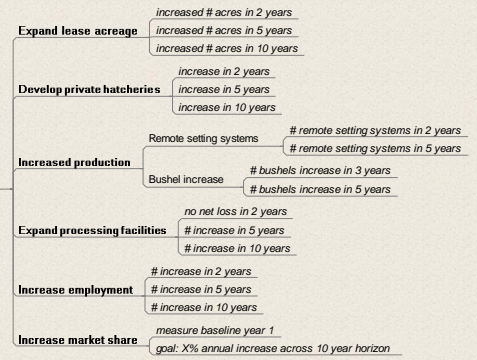 Expand lease acreage
increased # acres in 2 years
increased # acres in 5 years
increased # acres in 10 years
Develop private hatcheries
increase in 2 years
increase in 5 years
increase in 10 years
Increased production
Remote setting systems
# remote setting systems in 2 years
# remote setting systems in 5 years
Bushel increase
# bushels increase in 3 years
# bushels increase in 5 years
Expand processing facilities
no net loss in 2 years
# increase in 5 years
# increase in 10 years
Increase employment
# increase in 2 years
# increase in 5 years
# increase in 10 years
Increase market share
measure baseline year 1
goal: X% annual increase across 10 year horizon